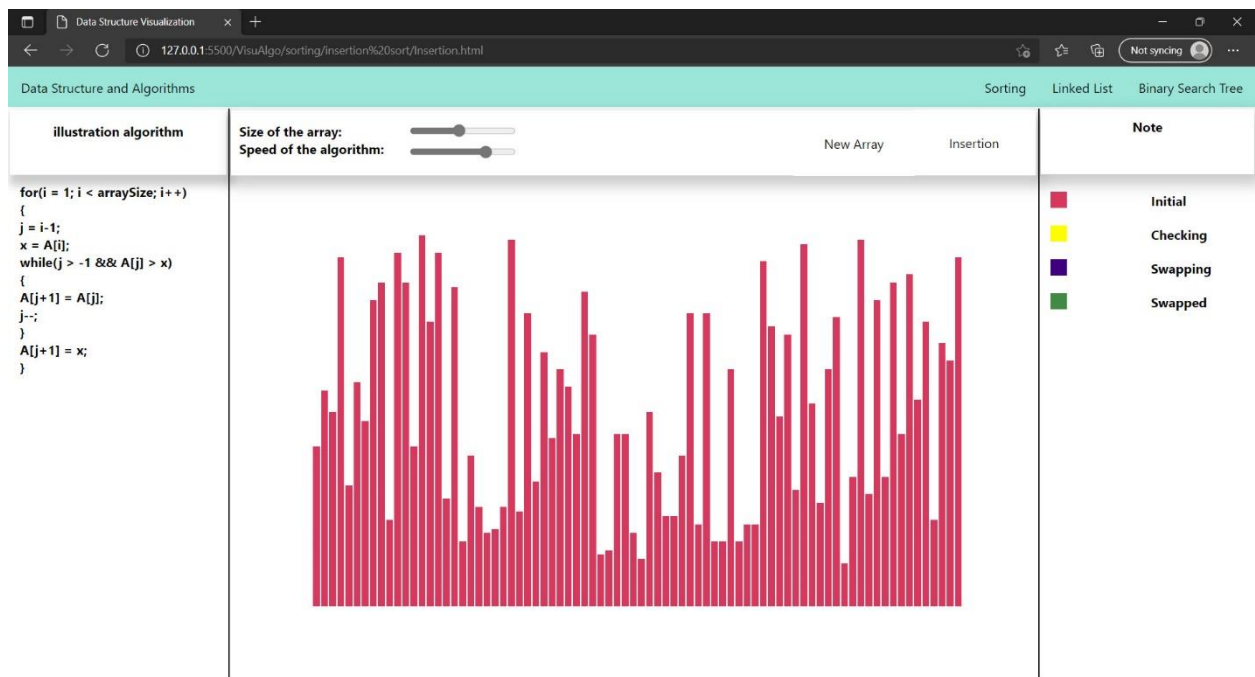 Data Structure Visualization
127.0.0.1:5500/VisuAlgo/sorting/insertion%20sort/Insertion.html
Not syncing
Data Structure and Algorithms
Sorting
Linked List
Binary Search Tree
illustration algorithm
Size of the array:
Speed of the algorithm:
New Array
Insertion
Note
for(i = 1; i < arraySize; i++)
{
j = i-1;
x = A[i];
while(j > -1 && A[j] > x)
{
A[j+1] = A[j];
j--;
}
A[j+1] = x;
}
Initial
Checking
Swapping
Swapped